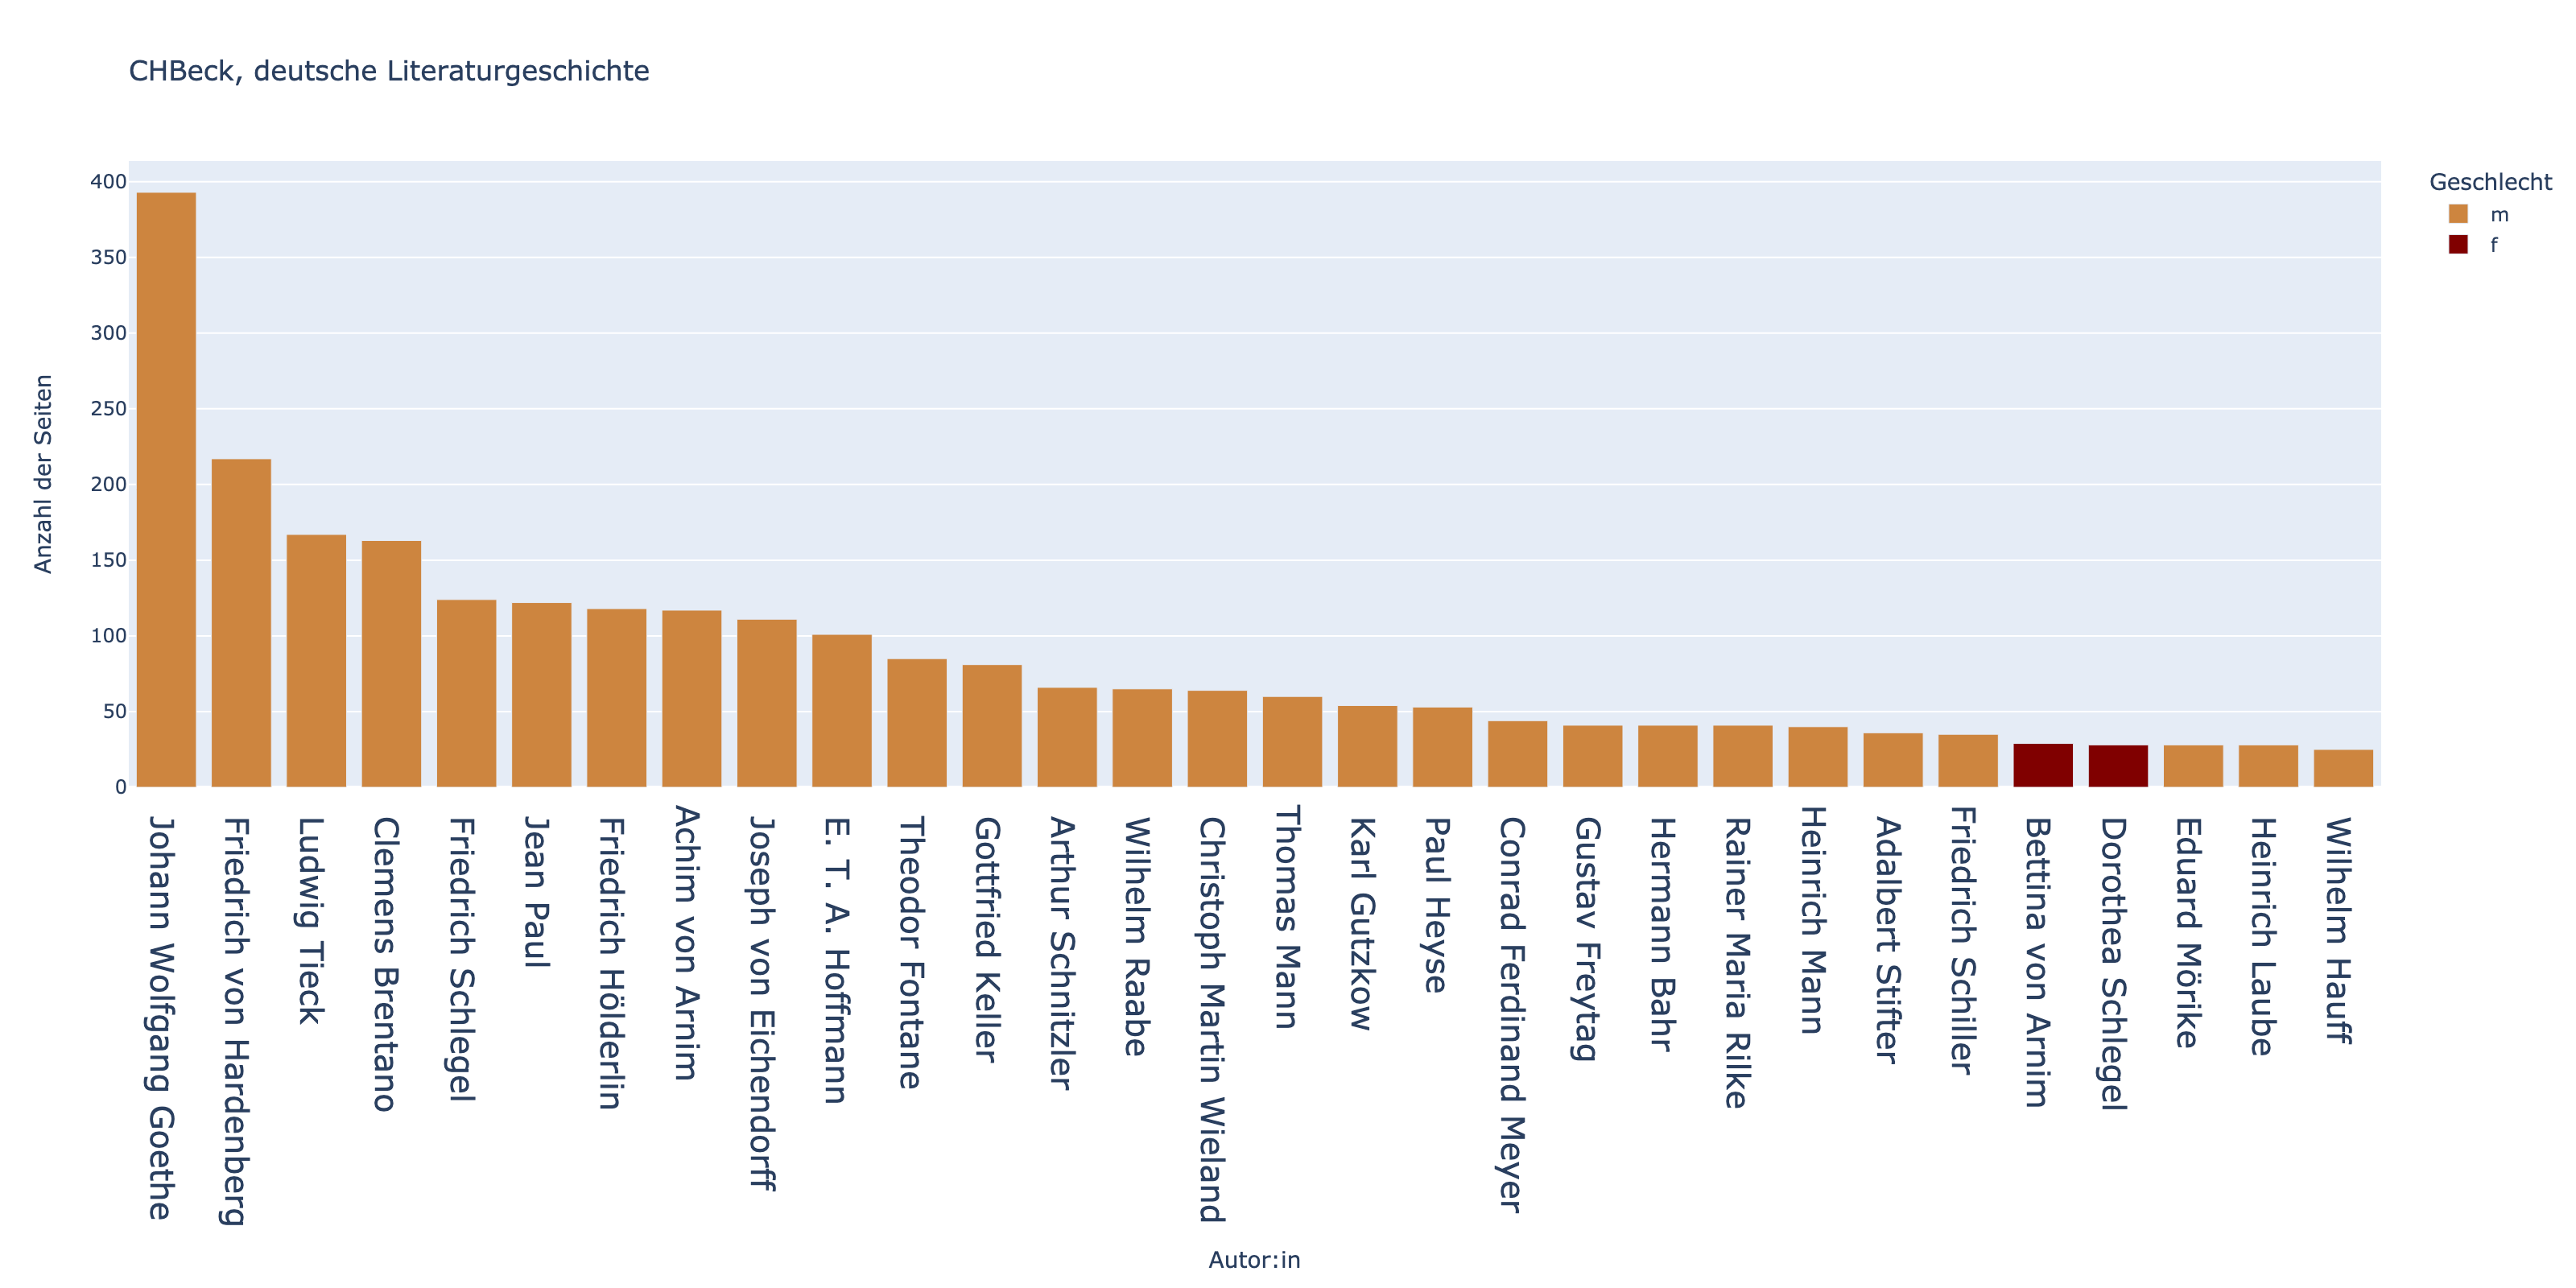 CHBeck, deutsche Literaturgeschichte
Geschlecht
m
f
Anzahl der Seiten
400
350
300
250
200
150
100
50
0
Johann Wolfgang Goethe
Friedrich von Hardenberg
Ludwig Tieck
Clemens Brentano
Friedrich Schlegel
Jean Paul
Friedrich Hölderlin
Achim von Arnim
Joseph von Eichendorff
E. T. A. Hoffmann
Theodor Fontane
Gottfried Keller
Arthur Schnitzler
Wilhelm Raabe
Christoph Martin Wieland
Thomas Mann
Karl Gutzkow
Paul Heyse
Conrad Ferdinand Meyer
Gustav Freytag
Hermann Bahr
Rainer Maria Rilke
Heinrich Mann
Adalbert Stifter
Friedrich Schiller
Bettina von Arnim
Dorothea Schlegel
Eduard Mörike
Heinrich Laube
Wilhelm Hauff
Autor:in